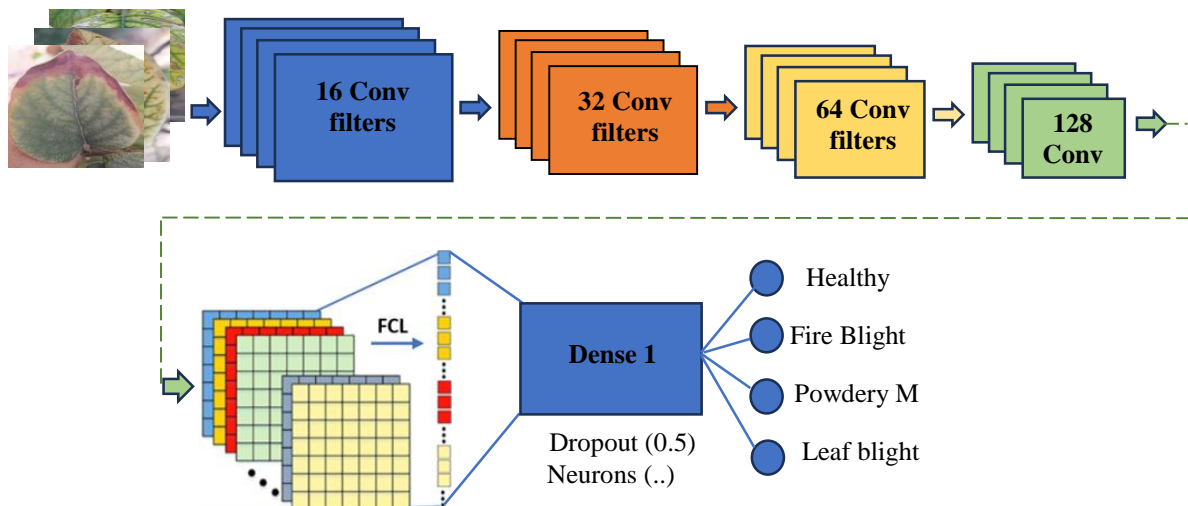 16 Conv
filters
32 Conv
filters
64 Conv
filters
128
Conv
FCL
Dense 1
Dropout (0.5)
Neurons (..)
Healthy
Fire Blight
Powdery M
Leaf blight